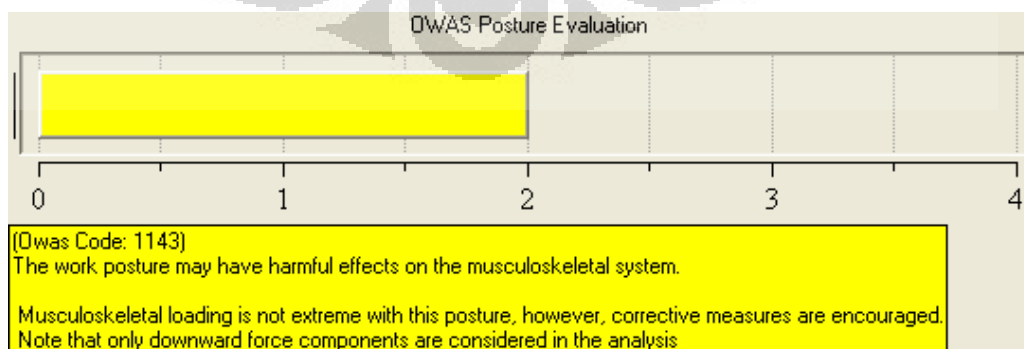 OWAS Posture Evaluation
0 1 2 3 4
(Owas Code: 1143)
The work posture may have harmful effects on the musculoskeletal system.
Musculoskeletal loading is not extreme with this posture, however, corrective measures are encouraged.
Note that only downward force components are considered in the analysis